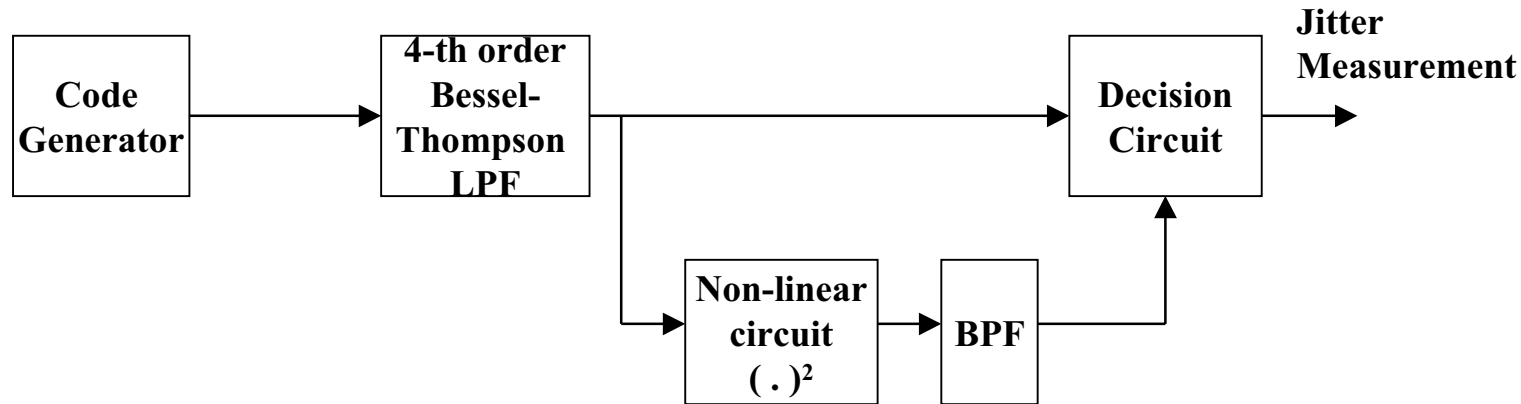 Code
Generator
4-th order
Bessel-
Thompson
LPF
Decision
Circuit
Jitter
Measurement
Non-linear
circuit
( . )²
BPF